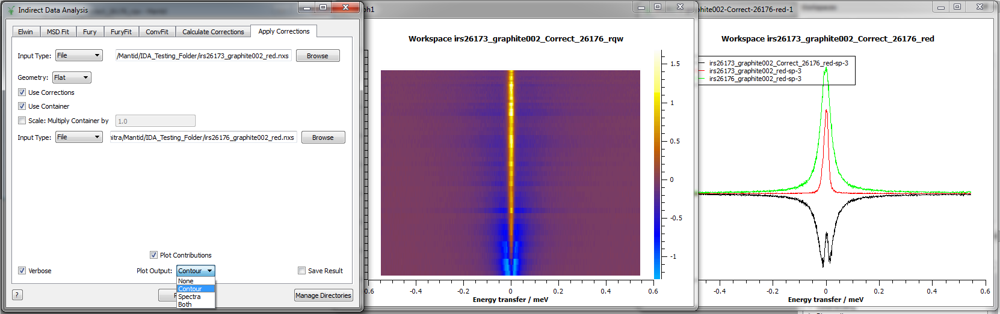 Indirect Data Analysis
Elwin MSD Fit Fury FuryFit ConvFit Calculate Corrections Apply Corrections
Input Type: File /Mantid/IDA_Testing_Folder/irs26173_graphite002_red.nxs Browse
Geometry: Flat
Use Corrections
Use Container
Scale: Multiply Container by 1.0
Input Type: File nitra/Mantid/IDA_Testing_Folder/irs26176_graphite002_red.nxs Browse
Plot Contributions
Verbose Plot Output: Contour Save Result
None
Contour
Spectra
Both
? Manage Directories
ph1
Workspace irs26173_graphite002_Correct_26176_rqw
1.5
1
0.5
0
-0.5
-1
0.6 -0.4 -0.2 0 0.2 0.4 0.6
Energy transfer / meV
phite002-Correct-26176-red-1
Workspace irs26173_graphite002_Correct_26176_red
irs26173_graphite002_Correct_26176_red-sp-3
irs26173_graphite002_red-sp-3
irs26176_graphite002_red-sp-3
0.6 -0.4 -0.2 0 0.2 0.4 0.6
Energy transfer / meV